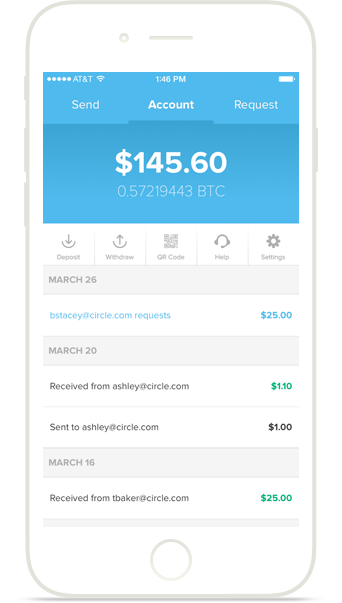 AT&T 1:46 PM
Send Account Request
$145.60
0.57219443 BTC
Deposit Withdraw QR Code Help Settings
MARCH 26
bstacey@circle.com requests $25.00
MARCH 20
Received from ashley@circle.com $1.10
Sent to ashley@circle.com $1.00
MARCH 16
Received from tbaker@circle.com $25.00